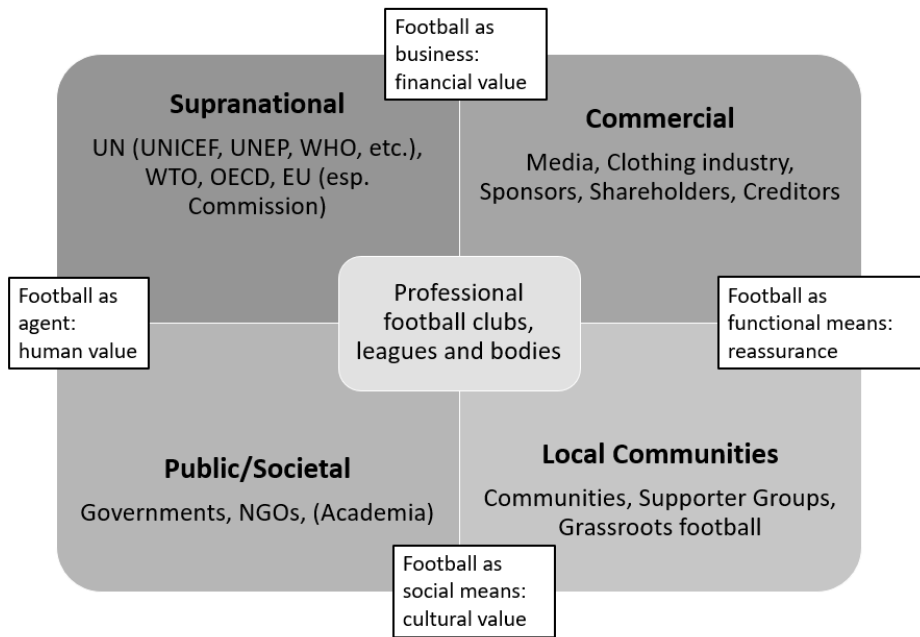 Football as
business:
financial value
Supranational
UN (UNICEF, UNEP, WHO, etc.),
WTO, OECD, EU (esp.
Commission)
Commercial
Media, Clothing industry,
Sponsors, Shareholders, Creditors
Football as
agent:
human value
Professional
football clubs,
leagues and bodies
Football as
functional means:
reassurance
Public/Societal
Governments, NGOs, (Academia)
Local Communities
Communities, Supporter Groups,
Grassroots football
Football as
social means:
cultural value